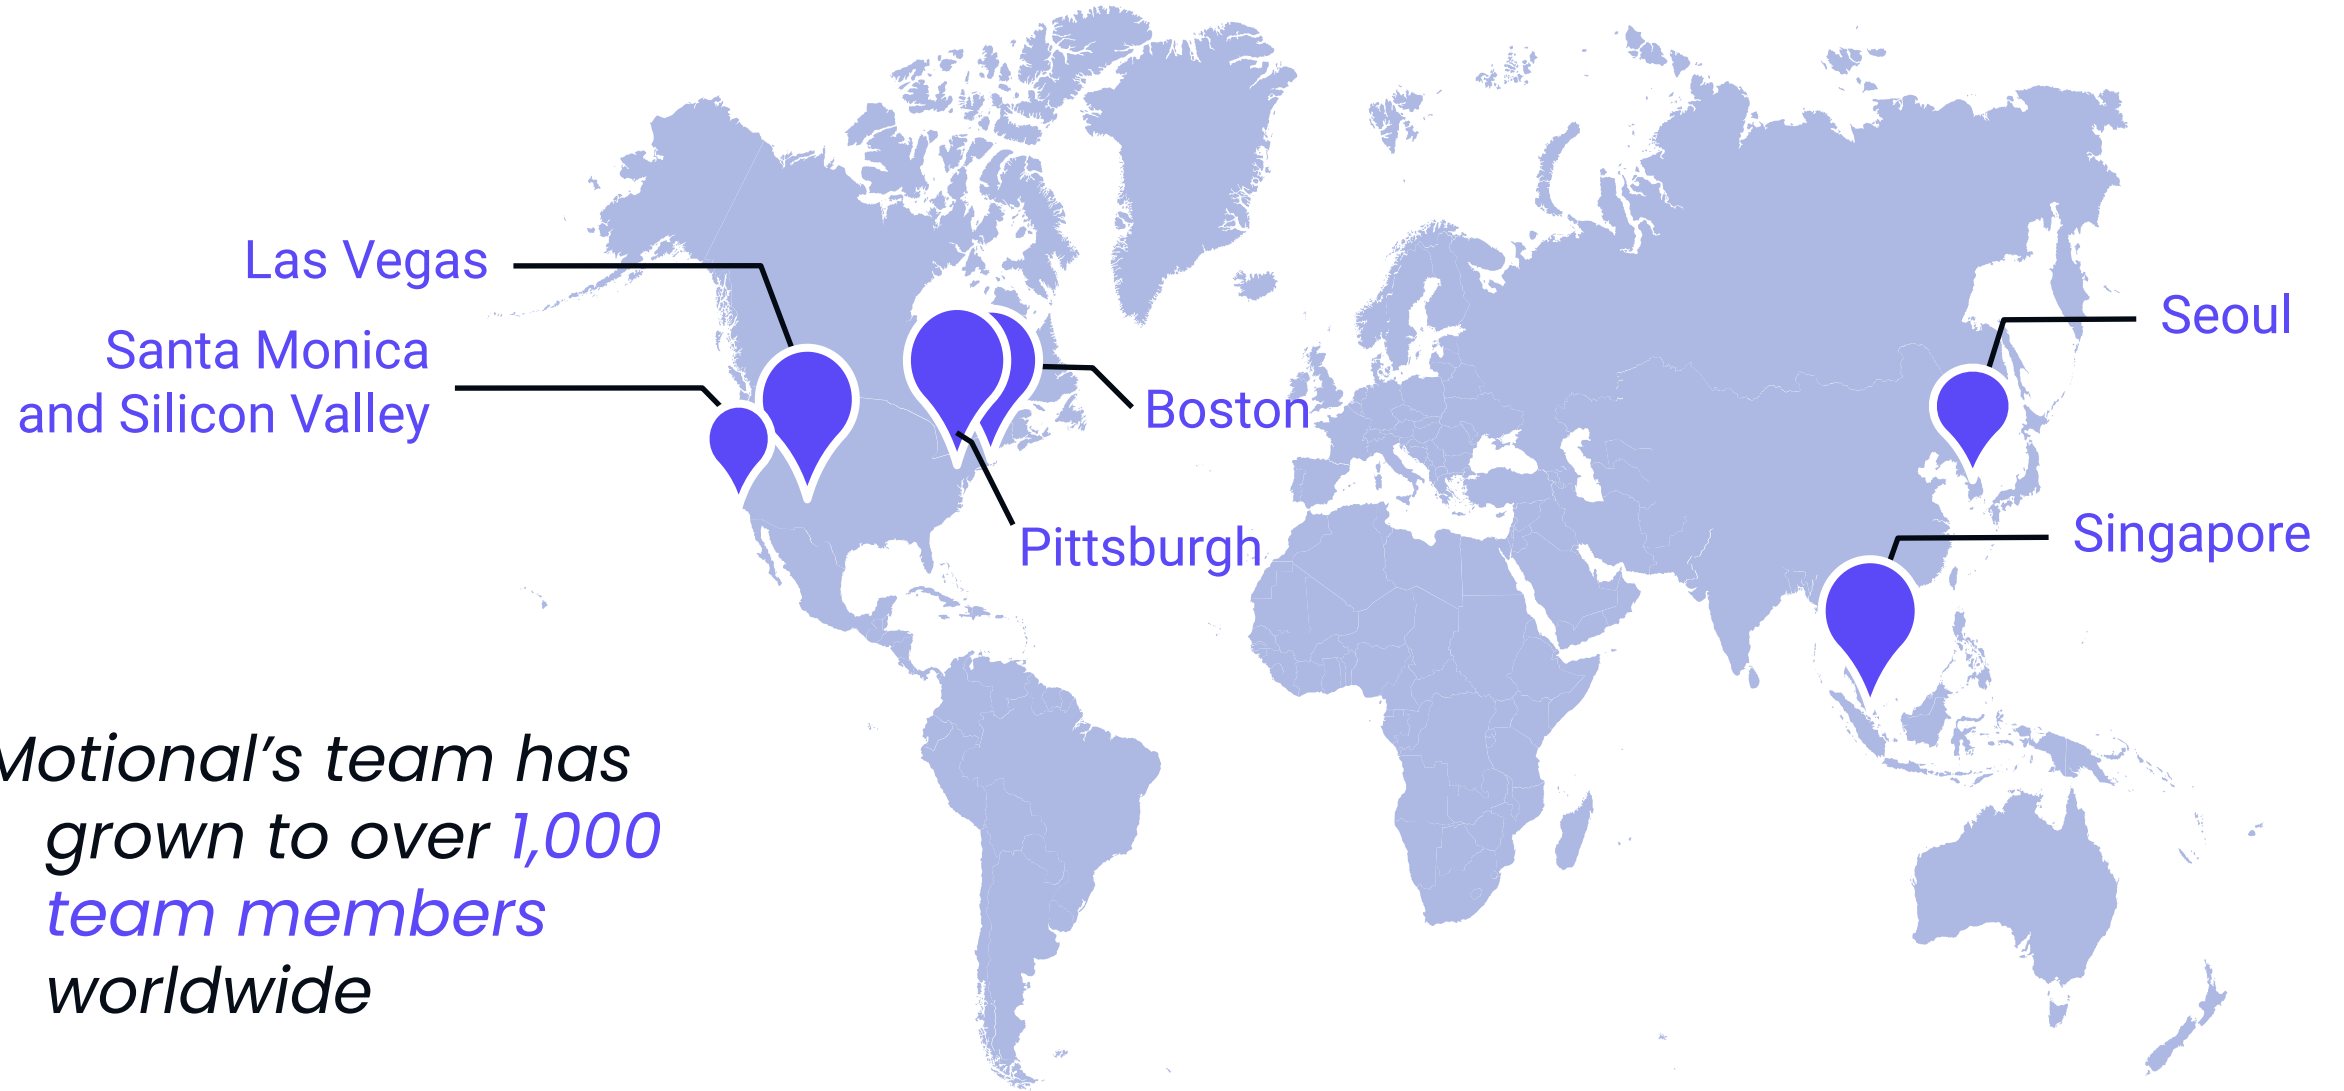 Las Vegas
Santa Monica
and Silicon Valley
Boston
Pittsburgh
Seoul
Singapore
Motional’s team has
grown to over 1,000
team members
worldwide